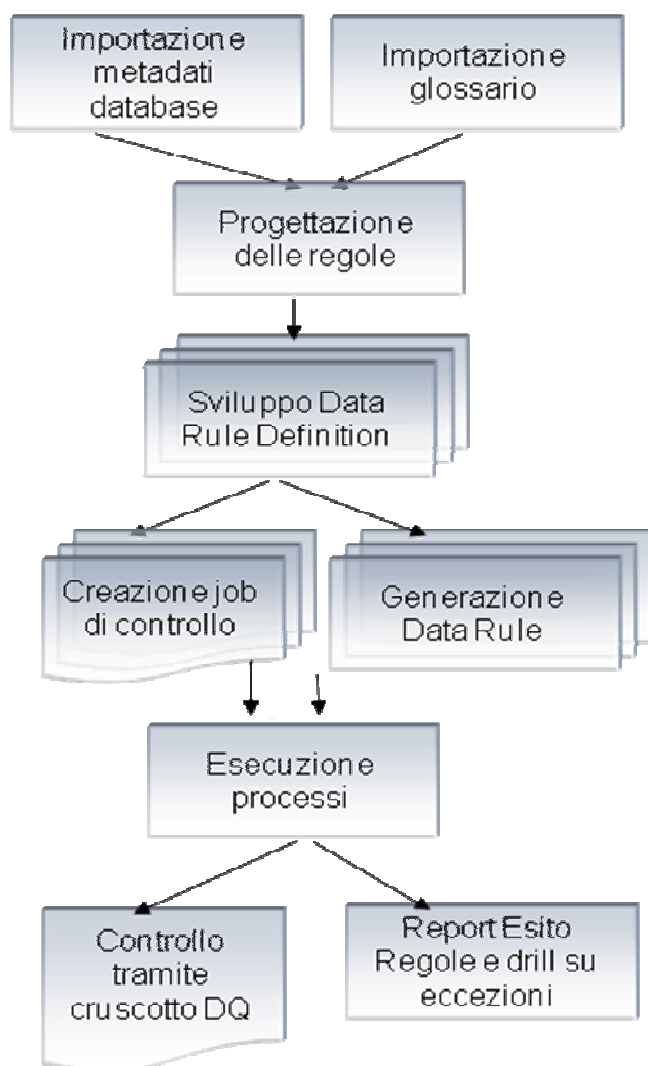 Importazione
metadati
database
Importazione
glossario
Progettazione
delle regole
Sviluppo Data
Rule Definition
Creazione job
di controllo
Generazione
Data Rule
Esecuzione
processi
Controllo
tramite
cruscotto DQ
Report Esito
Regole e drill su
eccezioni